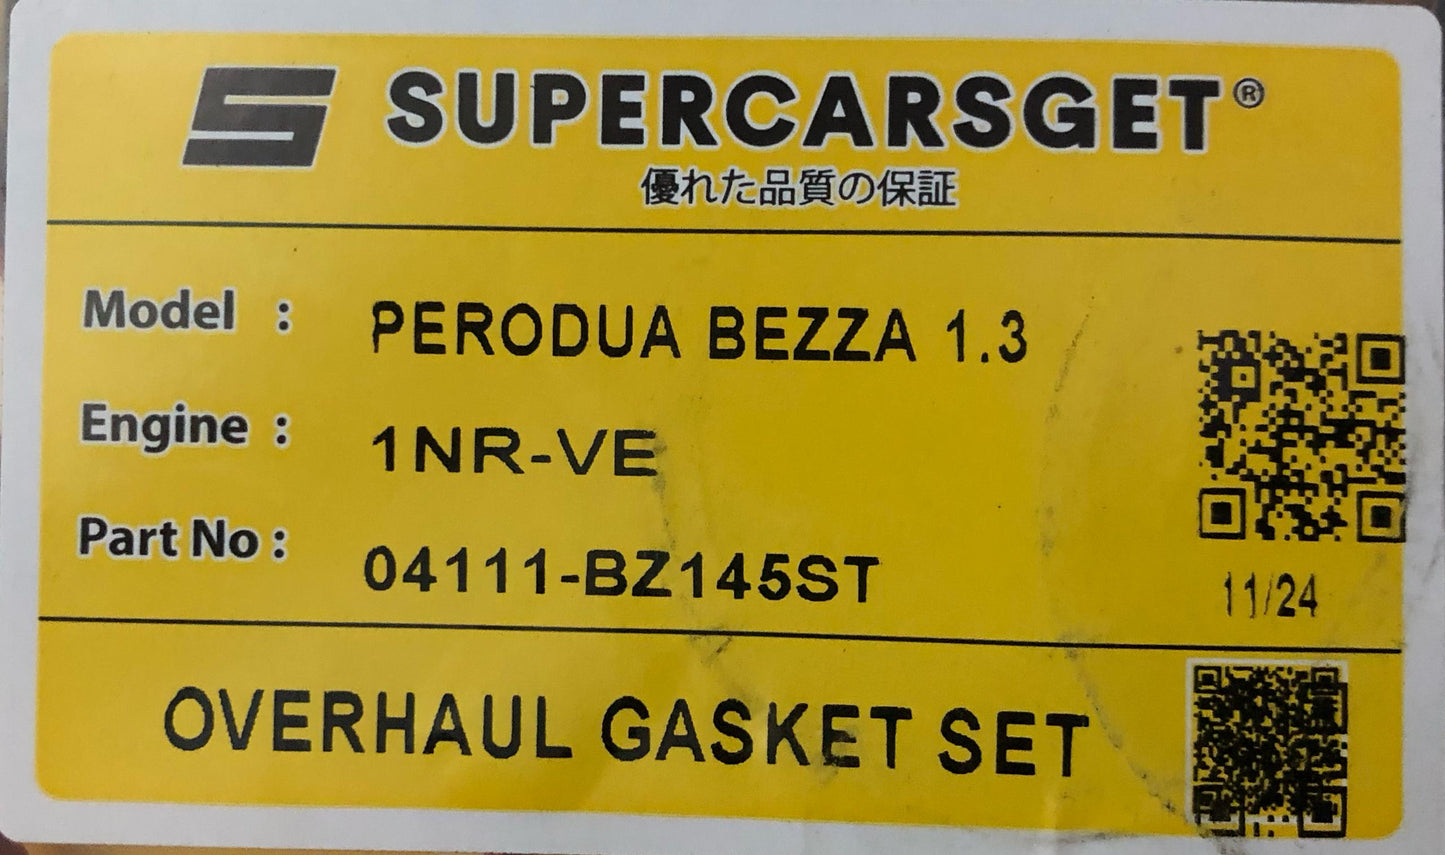 SUPERCARSGET®
優れた品質の保証
Model : PERODUA BEZZA 1.3
Engine : 1NR-VE
Part No : 04111-BZ145ST
11/24
OVERHAUL GASKET SET